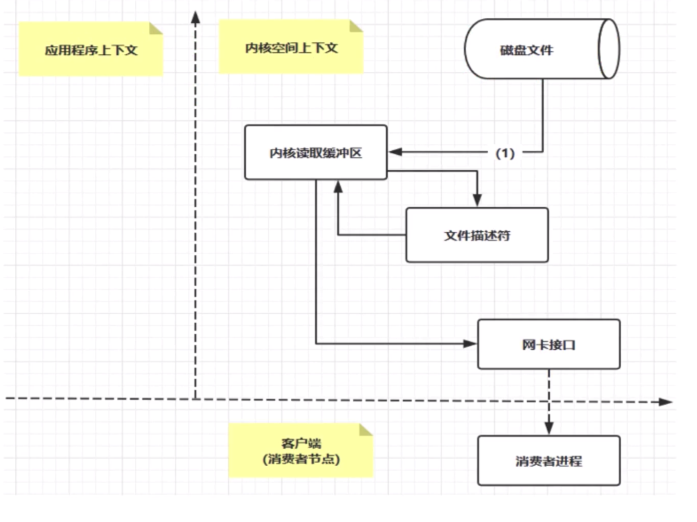 应用程序上下文
内核空间上下文
磁盘文件
内核读取缓冲区
(1)
文件描述符
网卡接口
客户端
(消费者节点)
消费者进程